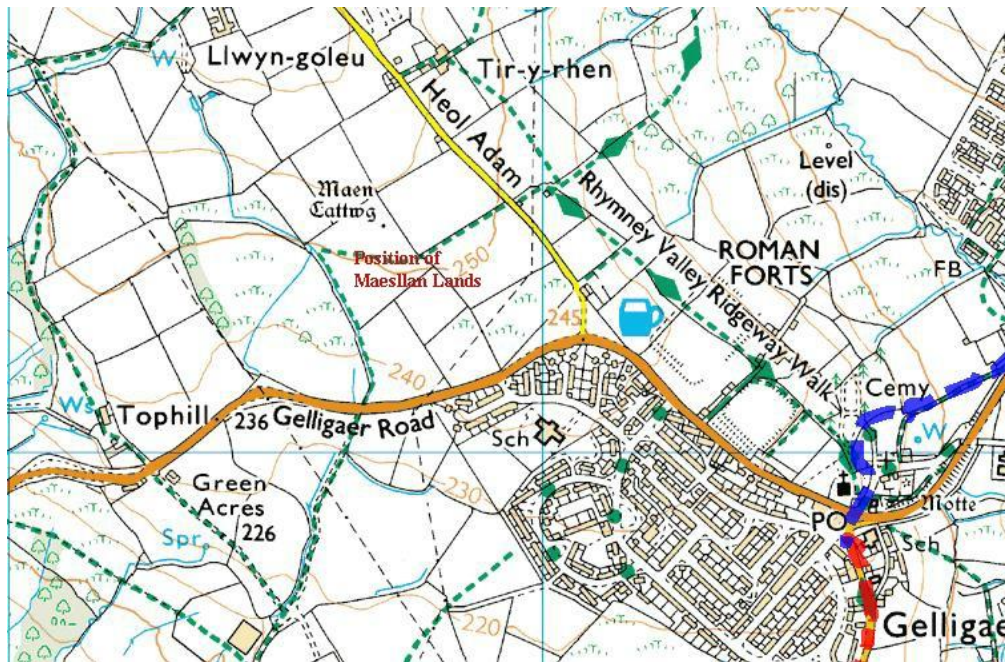 200
W
Llwyn-goleu
Tir-y-rhen
Heol Adam
Level
(dis)
Maen
Cattwg
Rhymney Valley Ridgeway Walk
ROMAN
FORTS
Position of
Maesllan Lands
250
FB
245
240
Cemy
Ws
Tophill
236
Gelligaer Road
Sch
W
230
Green
Acres
226
Spr
Motte
PO
Sch
220
Gelligae